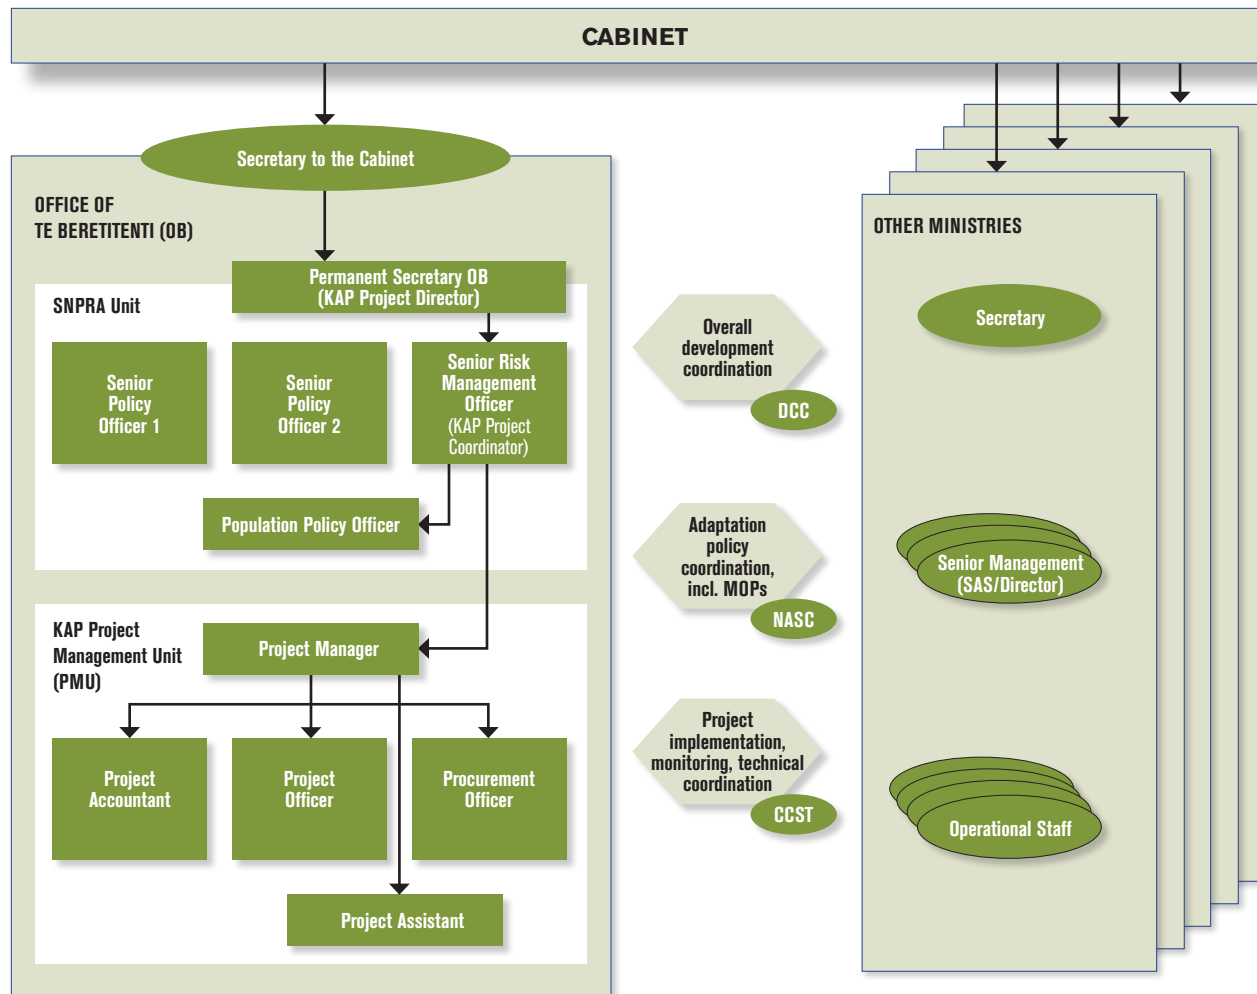 CABINET
Secretary to the Cabinet
OFFICE OF
TE BERETITENTI (OB)
Permanent Secretary OB
(KAP Project Director)
SNPRA Unit
Senior
Policy
Officer 1
Senior
Policy
Officer 2
Senior Risk
Management
Officer
(KAP Project
Coordinator)
Population Policy Officer
KAP Project
Management Unit
(PMU)
Project Manager
Project
Accountant
Project
Officer
Procurement
Officer
Project Assistant
Overall
development
coordination
DCC
Adaptation
policy
coordination,
incl. MOPs
NASC
Project
implementation,
monitoring, technical
coordination
CCST
OTHER MINISTRIES
Secretary
Senior Management
(SAS/Director)
Operational Staff